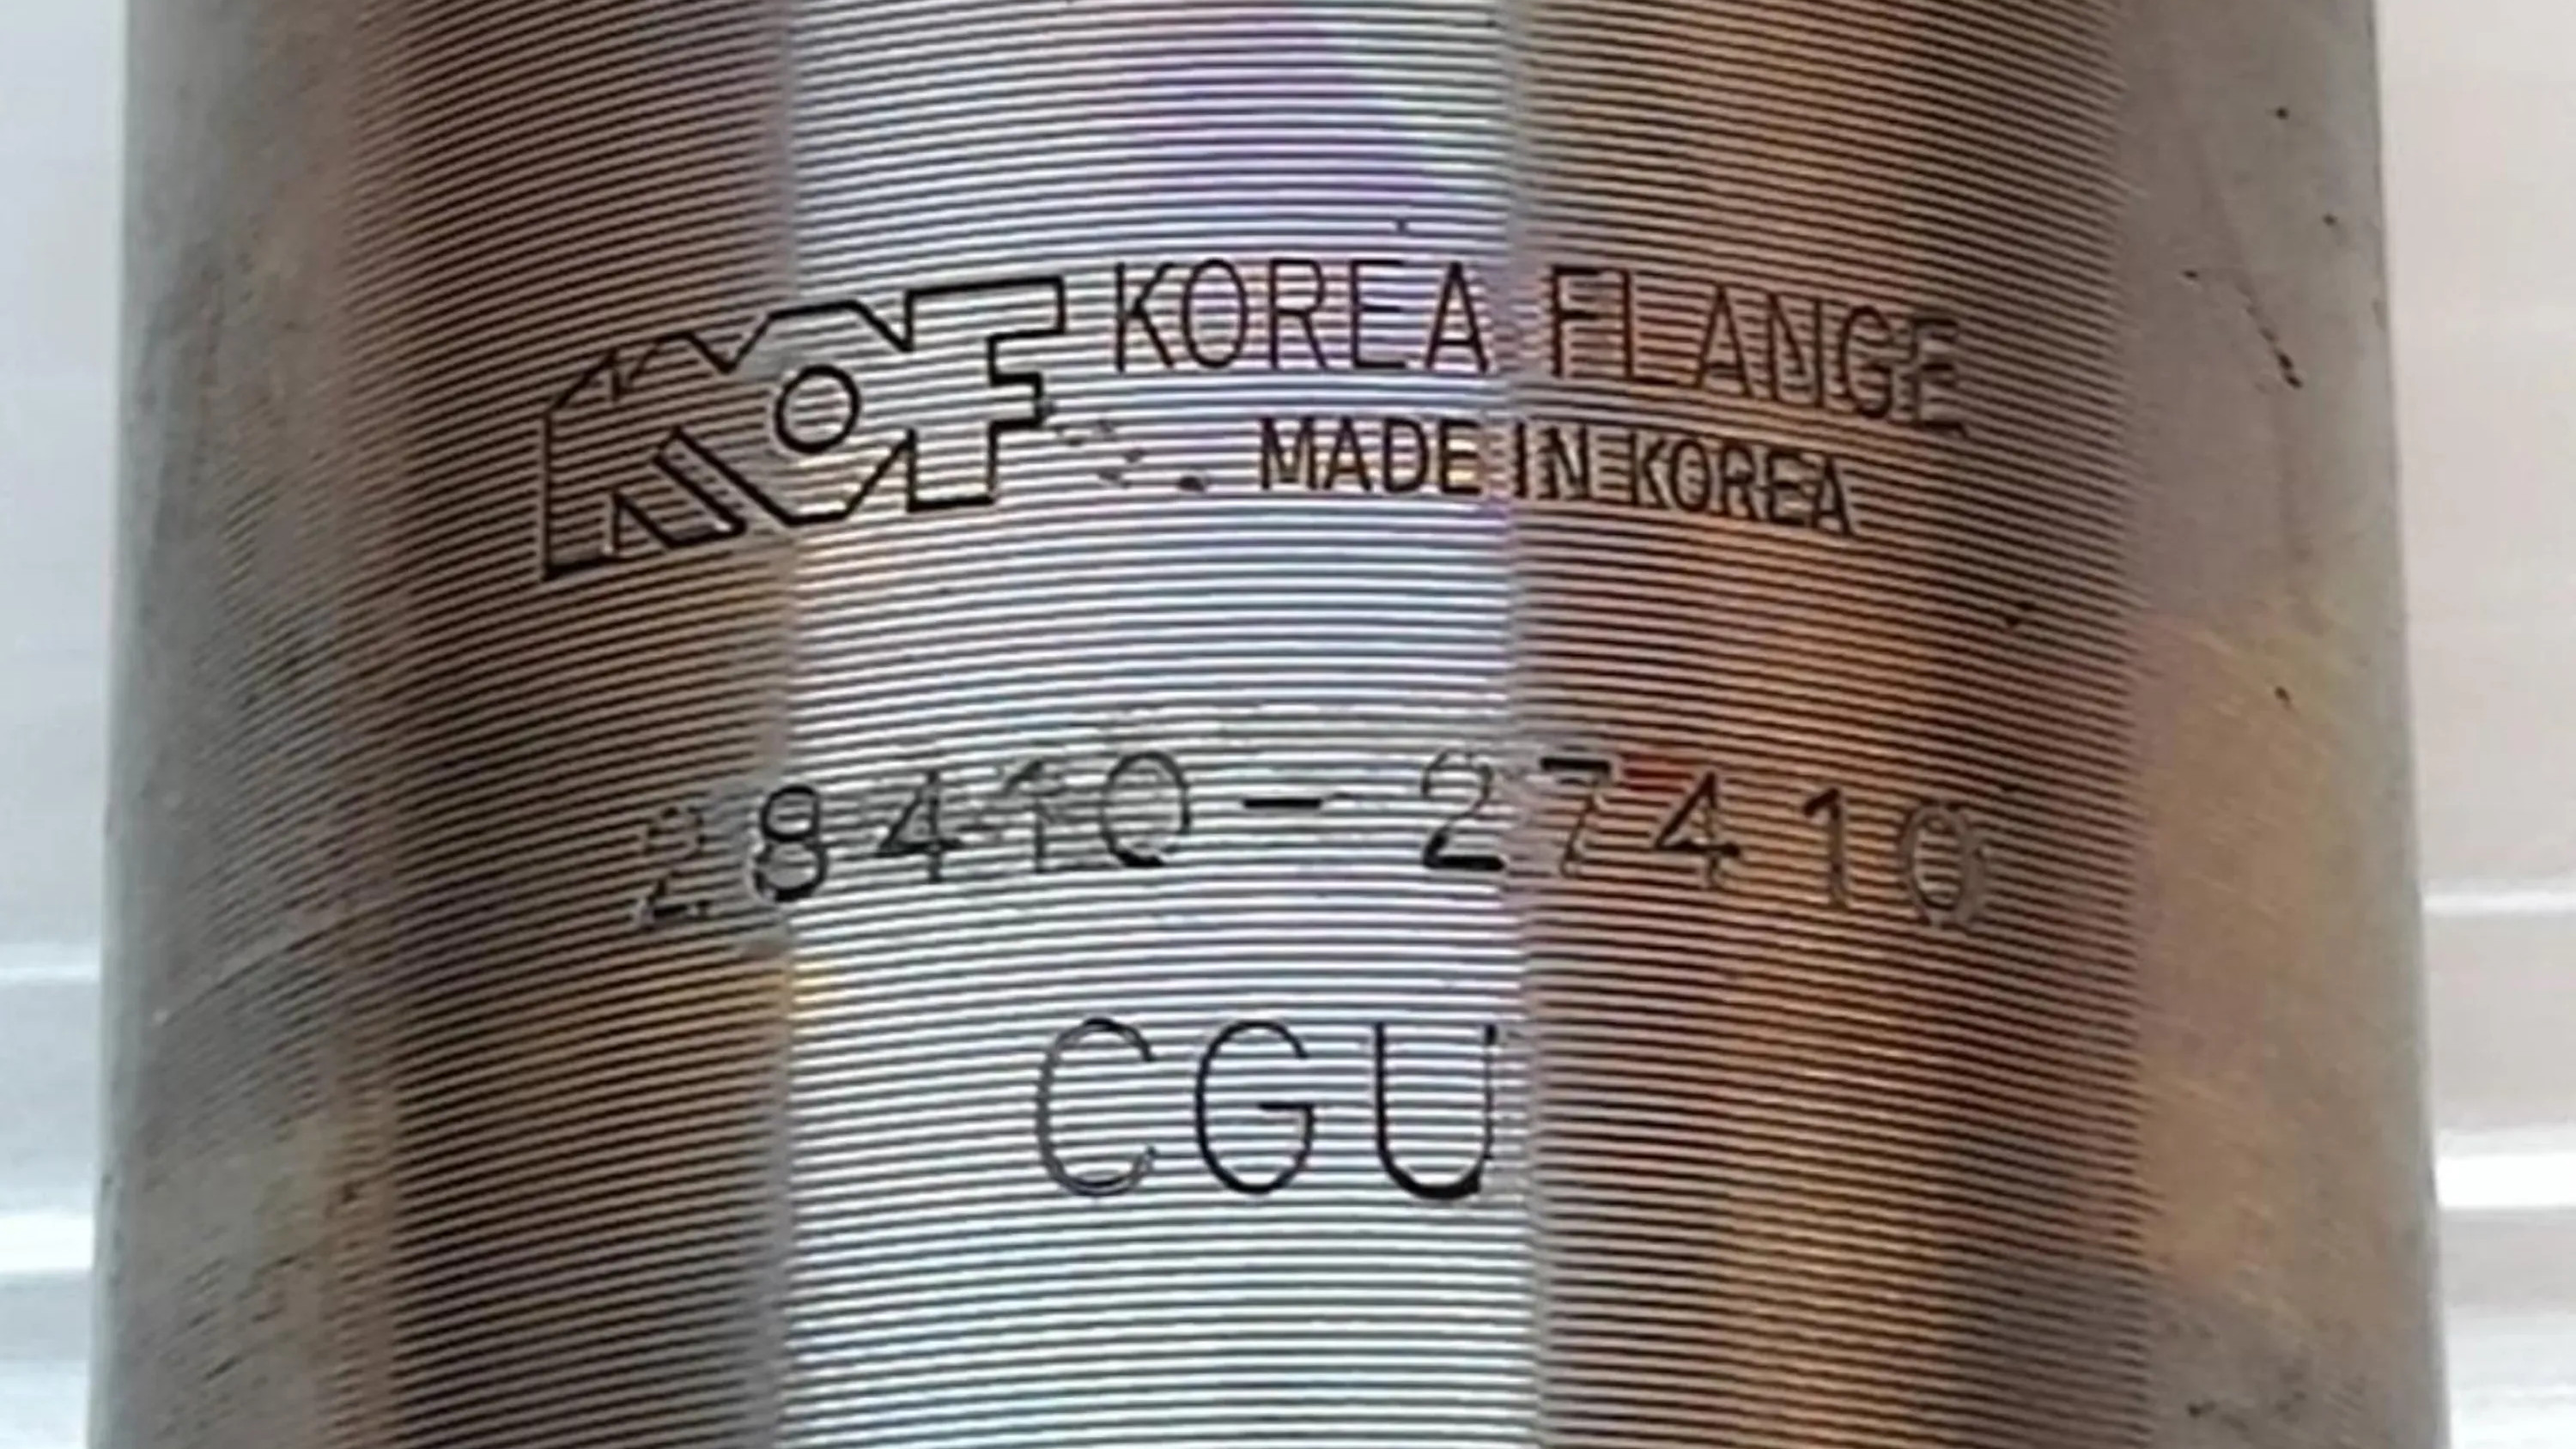 KOF KOREA FLANGE
MADE IN KOREA
28410-27410
CGU